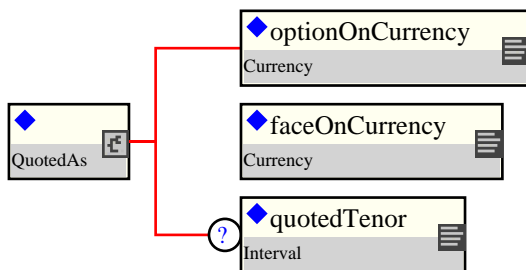 optionOnCurrency
Currency
QuotedAs
faceOnCurrency
Currency
?
quotedTenor
Interval